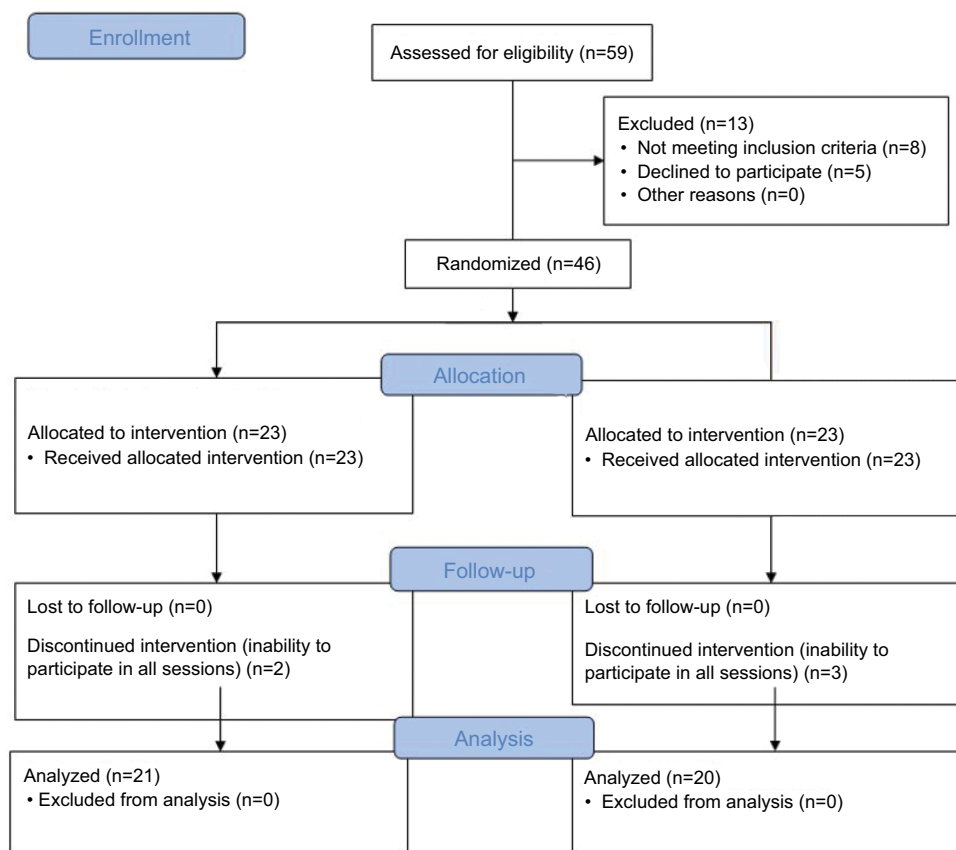 Enrollment
Assessed for eligibility (n=59)
Excluded (n=13)
• Not meeting inclusion criteria (n=8)
• Declined to participate (n=5)
• Other reasons (n=0)
Randomized (n=46)
Allocation
Allocated to intervention (n=23)
• Received allocated intervention (n=23)
Allocated to intervention (n=23)
• Received allocated intervention (n=23)
Follow-up
Lost to follow-up (n=0)
Discontinued intervention (inability to
participate in all sessions) (n=2)
Lost to follow-up (n=0)
Discontinued intervention (inability to
participate in all sessions) (n=3)
Analysis
Analyzed (n=21)
• Excluded from analysis (n=0)
Analyzed (n=20)
• Excluded from analysis (n=0)